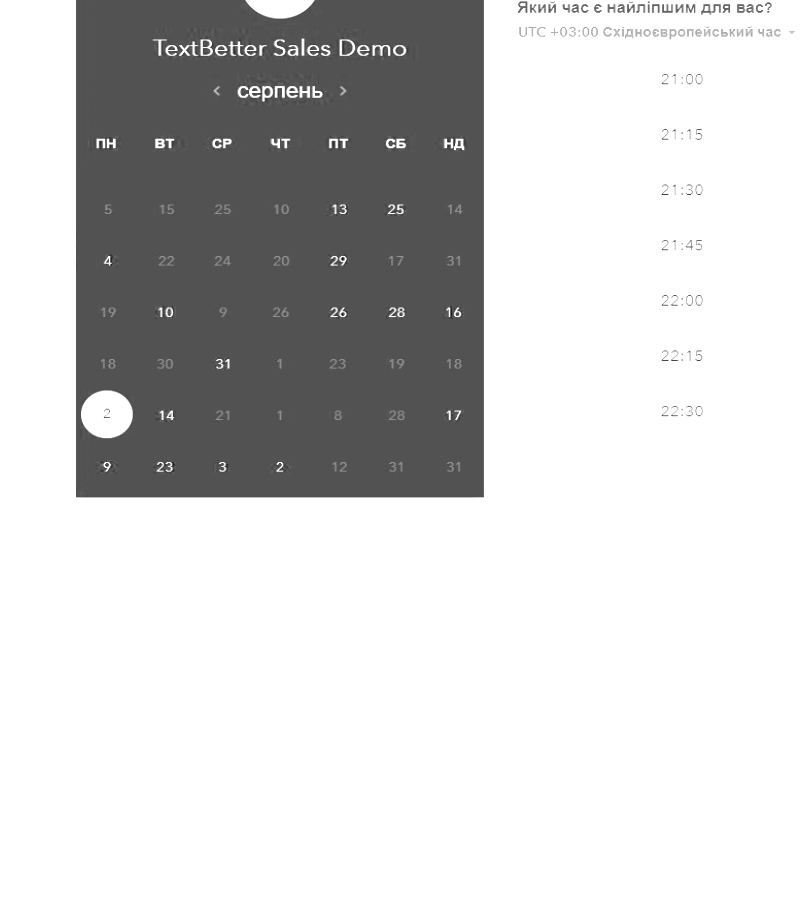 TextBetter Sales Demo
‹ серпень ›
ПН ВТ СР ЧТ ПТ СБ НД
5 15 25 10 13 25 14
4 22 24 20 29 17 31
19 10 9 26 26 28 16
18 30 31 1 23 19 18
2 14 21 1 8 28 17
9 23 3 2 12 31 31
Який час є найліпшим для вас?
UTC +03:00 Східноєвропейський час
21:00
21:15
21:30
21:45
22:00
22:15
22:30